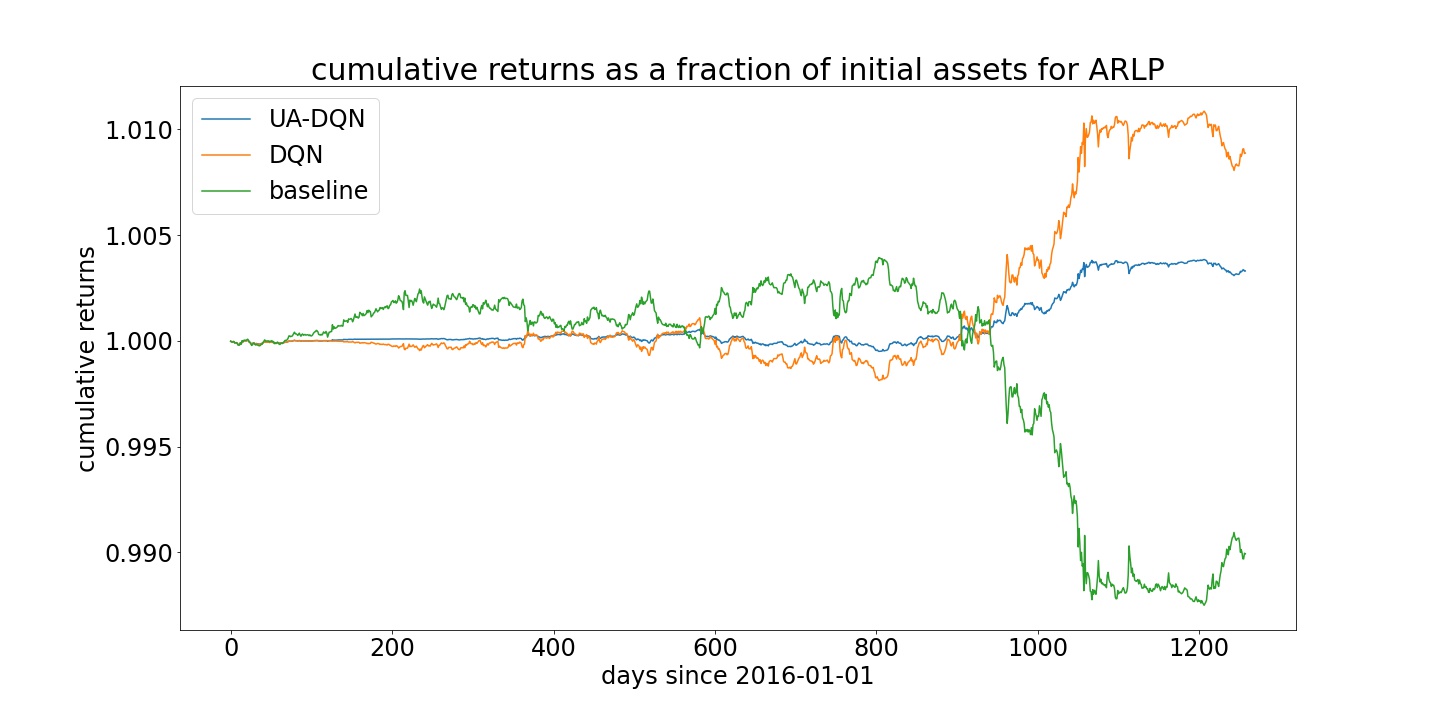 cumulative returns as a fraction of initial assets for ARLP
UA-DQN
DQN
baseline
cumulative returns
1.010
1.005
1.000
0.995
0.990
0
200
400
600
800
1000
1200
days since 2016-01-01